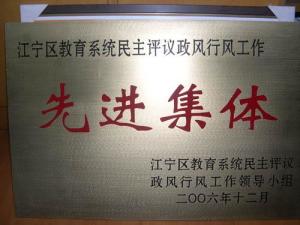 江宁区教育系统民主评议政风行风工作
先进集体
江宁区教育系统民主评议
政风行风工作领导小组
二〇〇六年十二月